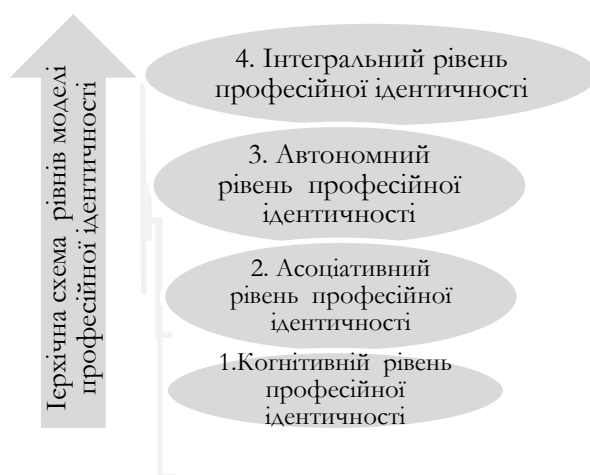 Ієрхічна схема рівнів моделі
професійної ідентичності
4. Інтегральний рівень
професійної ідентичності
3. Автономний
рівень професійної
ідентичності
2. Асоціативний
рівень професійної
ідентичності
1.Когнітивній рівень
професійної
ідентичності